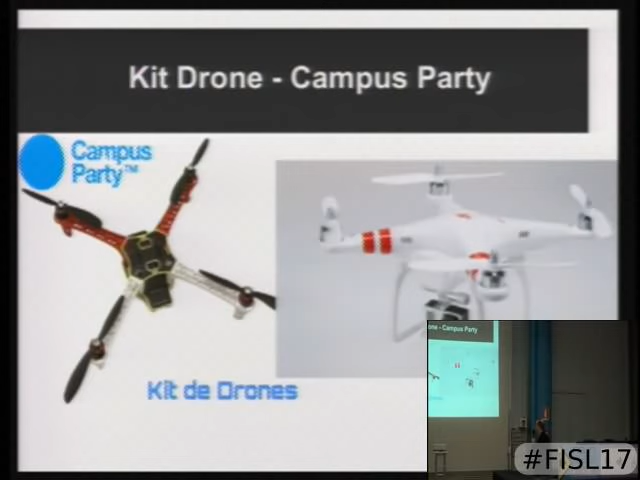 Kit Drone - Campus Party
Campus
Party™
Kit de Drones
one - Campus Party
#FISL17